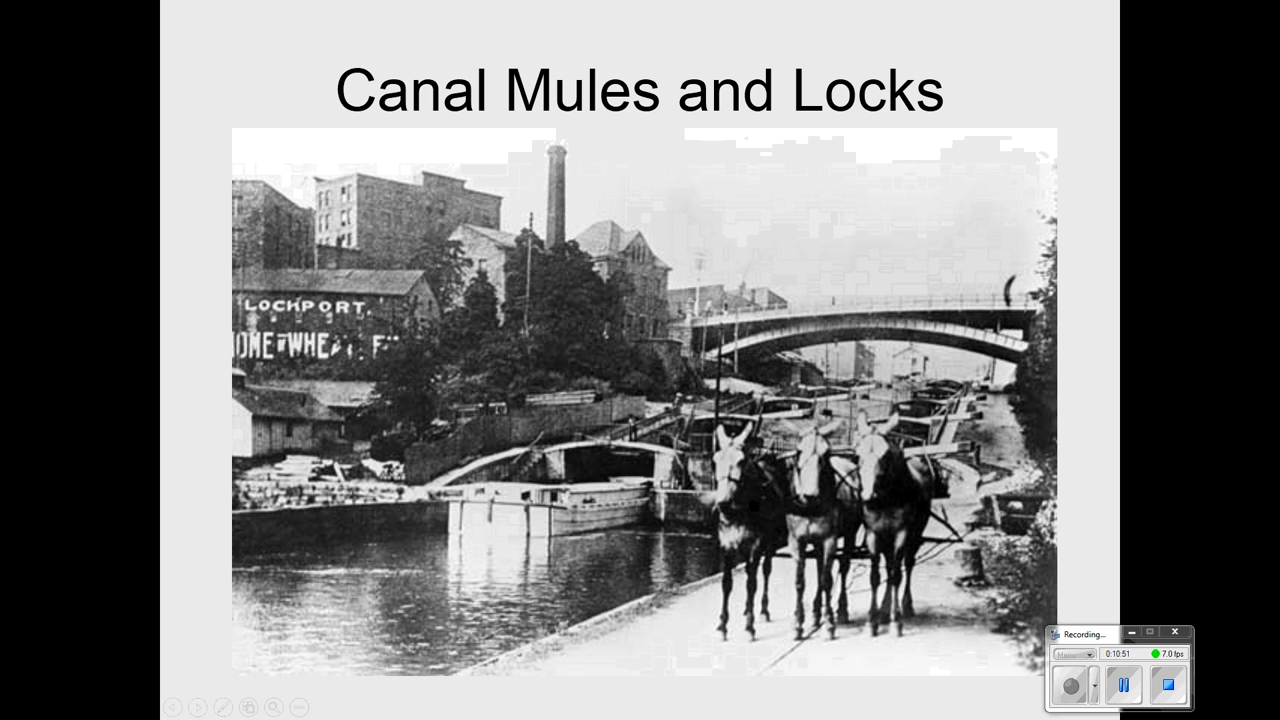 Canal Mules and Locks
LOCKPORT.
Recording...
0:10:51
7.0 fps